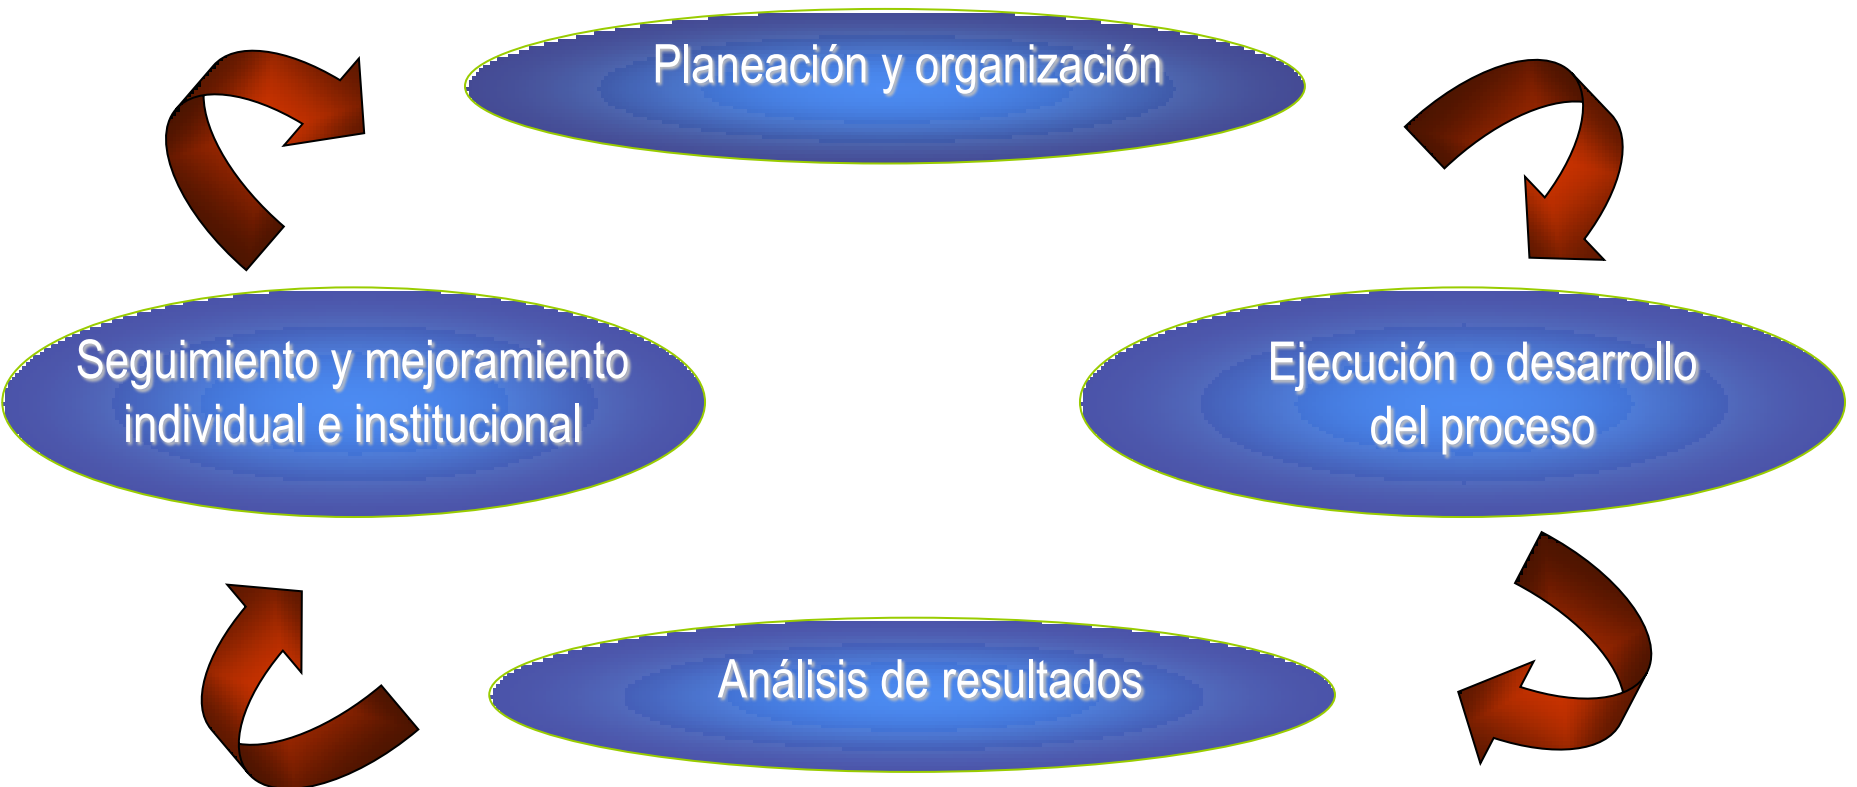 Planeación y organización
Seguimiento y mejoramiento
individual e institucional
Ejecución o desarrollo
del proceso
Análisis de resultados